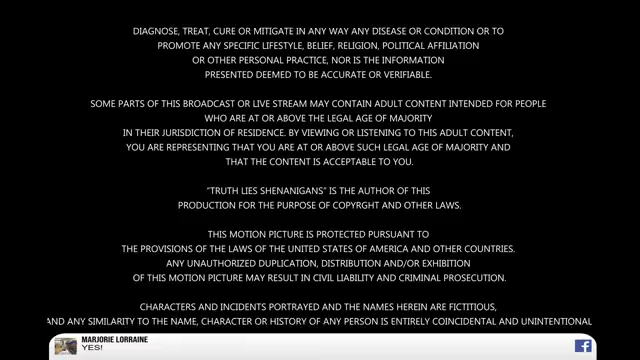 DIAGNOSE, TREAT, CURE OR MITIGATE IN ANY WAY ANY DISEASE OR CONDITION OR TO
PROMOTE ANY SPECIFIC LIFESTYLE, BELIEF, RELIGION, POLITICAL AFFILIATION
OR OTHER PERSONAL PRACTICE, NOR IS THE INFORMATION
PRESENTED DEEMED TO BE ACCURATE OR VERIFIABLE.
SOME PARTS OF THIS BROADCAST OR LIVE STREAM MAY CONTAIN ADULT CONTENT INTENDED FOR PEOPLE
WHO ARE AT OR ABOVE THE LEGAL AGE OF MAJORITY
IN THEIR JURISDICTION OF RESIDENCE. BY VIEWING OR LISTENING TO THIS ADULT CONTENT,
YOU ARE REPRESENTING THAT YOU ARE AT OR ABOVE SUCH LEGAL AGE OF MAJORITY AND
THAT THE CONTENT IS ACCEPTABLE TO YOU.
“TRUTH LIES SHENANIGANS” IS THE AUTHOR OF THIS
PRODUCTION FOR THE PURPOSE OF COPYRGHT AND OTHER LAWS.
THIS MOTION PICTURE IS PROTECTED PURSUANT TO
THE PROVISIONS OF THE LAWS OF THE UNITED STATES OF AMERICA AND OTHER COUNTRIES.
ANY UNAUTHORIZED DUPLICATION, DISTRIBUTION AND/OR EXHIBITION
OF THIS MOTION PICTURE MAY RESULT IN CIVIL LIABILITY AND CRIMINAL PROSECUTION.
CHARACTERS AND INCIDENTS PORTRAYED AND THE NAMES HEREIN ARE FICTITIOUS,
AND ANY SIMILARITY TO THE NAME, CHARACTER OR HISTORY OF ANY PERSON IS ENTIRELY COINCIDENTAL AND UNINTENTIONAL
MARJORIE LORRAINE
YES!
f